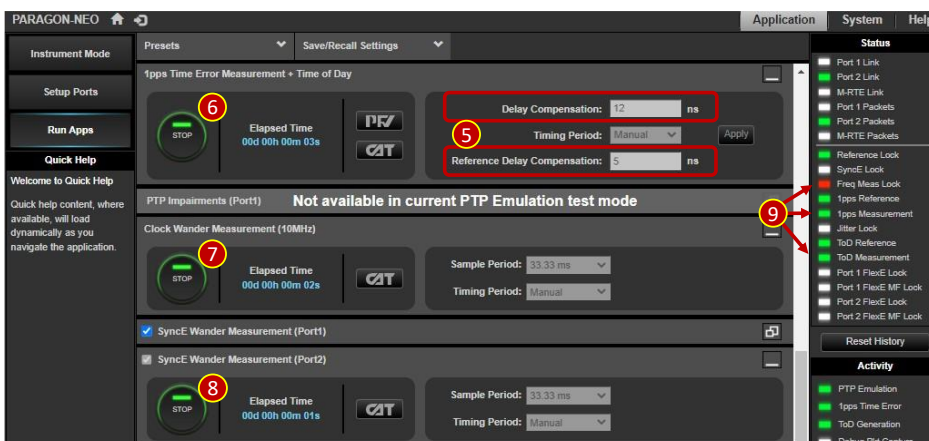 PARAGON-NEO
Application System Help
Instrument Mode
Setup Ports
Run Apps
Quick Help
Welcome to Quick Help
Quick help content, where
available, will load
dynamically as you
navigate the application.
Presets Save/Recall Settings
1pps Time Error Measurement + Time of Day
6
STOP
Elapsed Time
00d 00h 00m 03s
PFV
CAT
Delay Compensation: 12 ns
5
Timing Period: Manual Apply
Reference Delay Compensation: 5 ns
PTP Impairments (Port1) Not available in current PTP Emulation test mode
Clock Wander Measurement (10MHz)
7
STOP
Elapsed Time
00d 00h 00m 02s
CAT
Sample Period: 33.33 ms
Timing Period: Manual
SyncE Wander Measurement (Port1)
SyncE Wander Measurement (Port2)
8
STOP
Elapsed Time
00d 00h 00m 01s
CAT
Sample Period: 33.33 ms
Timing Period: Manual
Status
Port 1 Link
Port 2 Link
M-RTE Link
Port 1 Packets
Port 2 Packets
M-RTE Packets
Reference Lock
SyncE Lock
Freq Meas Lock
1pps Reference
9
1pps Measurement
Jitter Lock
ToD Reference
ToD Measurement
Port 1 FlexE Lock
Port 1 FlexE MF Lock
Port 2 FlexE Lock
Port 2 FlexE MF Lock
Reset History
Activity
PTP Emulation
1pps Time Error
ToD Generation